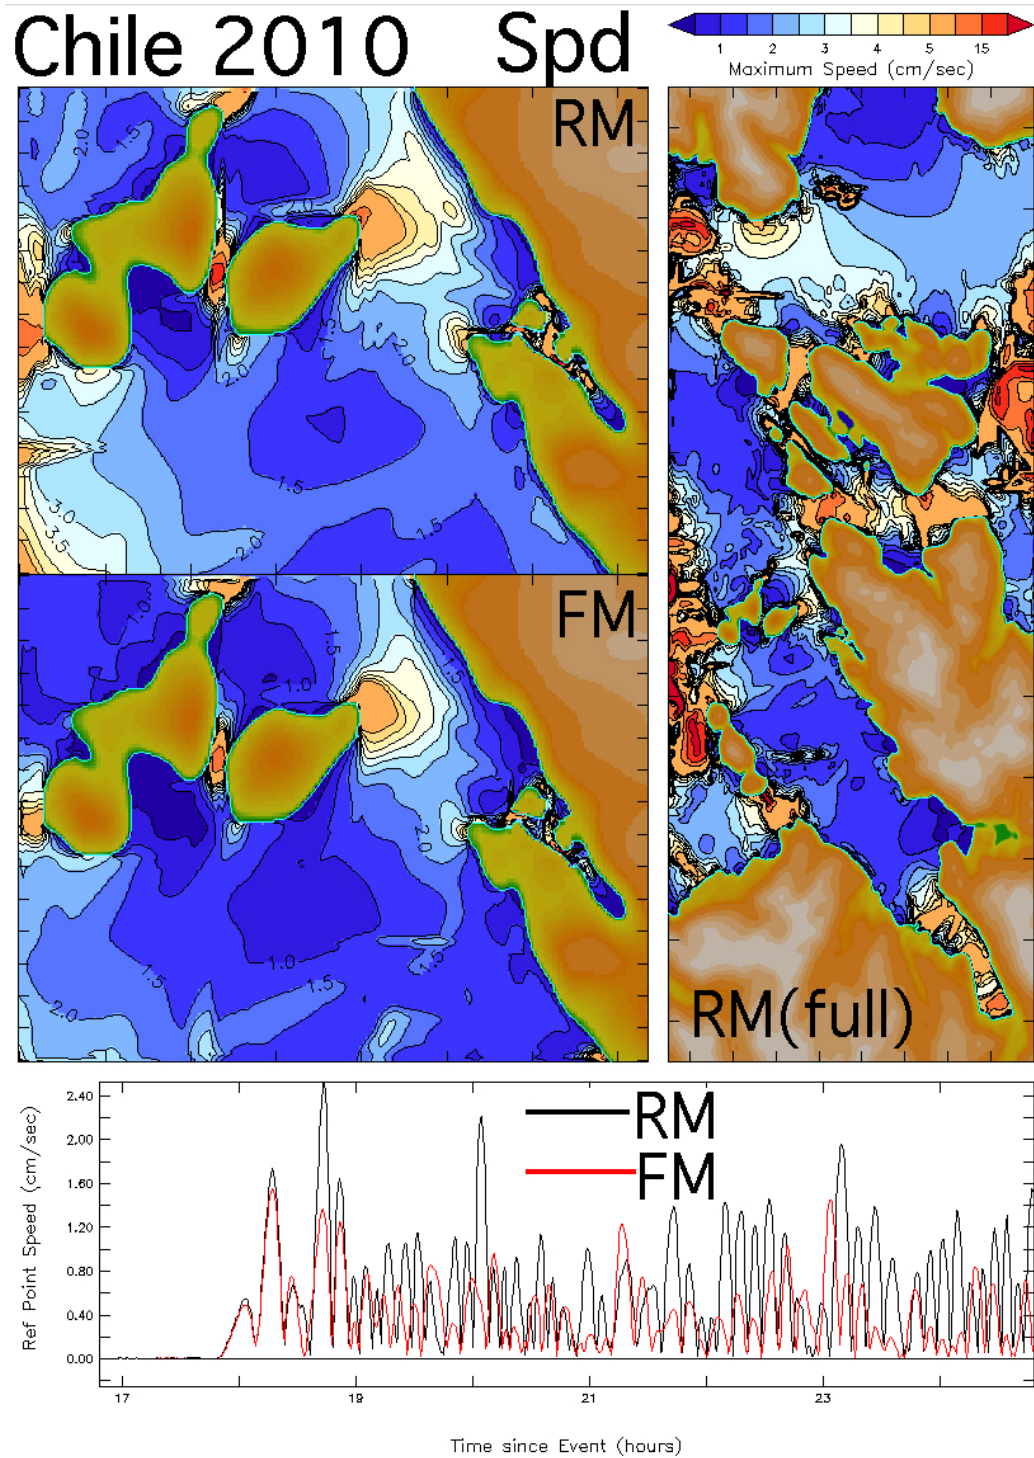 Chile 2010 Spd
1 2 3 4 5 15
Maximum Speed (cm/sec)
RM
2.0
1.5
2.0
2.0
1.5
1.5
1.5
2.0
3.0
3.5
FM
1.0
1.5
1.5
1.0
2.0
1.0
1.5
1.5
1.5
2.0
RM(full)
Ref Point Speed (cm/sec)
2.40
2.00
1.60
1.20
0.80
0.40
0.00
RM
FM
17 19 21 23
Time since Event (hours)